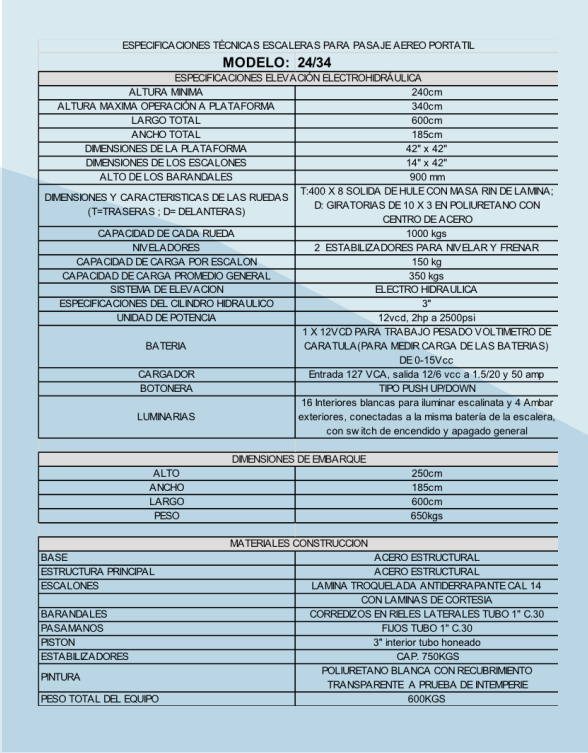 ESPECIFICACIONES TÉCNICAS ESCALERAS PARA PASAJE AEREO PORTATIL
MODELO: 24/34
ESPECIFICACIONES ELEVACIÓN ELECTROHIDRÁULICA
ALTURA MINIMA 240cm
ALTURA MAXIMA OPERACIÓN A PLATAFORMA 340cm
LARGO TOTAL 600cm
ANCHO TOTAL 185cm
DIMENSIONES DE LA PLATAFORMA 42" x 42"
DIMENSIONES DE LOS ESCALONES 14" x 42"
ALTO DE LOS BARANDALES 900 mm
DIMENSIONES Y CARACTERISTICAS DE LAS RUEDAS
(T=TRASERAS ; D= DELANTERAS)
T:400 X 8 SOLIDA DE HULE CON MASA RIN DE LAMINA;
D: GIRATORIAS DE 10 X 3 EN POLIURETANO CON
CENTRO DE ACERO
CAPACIDAD DE CADA RUEDA 1000 kgs
NIVELADORES 2 ESTABILIZADORES PARA NIVELAR Y FRENAR
CAPACIDAD DE CARGA POR ESCALON 150 kg
CAPACIDAD DE CARGA PROMEDIO GENERAL 350 kgs
SISTEMA DE ELEVACION ELECTRO HIDRAULICA
ESPECIFICACIONES DEL CILINDRO HIDRAULICO 3"
UNIDAD DE POTENCIA 12vcd, 2hp a 2500psi
BATERIA
1 X 12VCD PARA TRABAJO PESADO VOLTIMETRO DE
CARATULA(PARA MEDIR CARGA DE LAS BATERIAS)
DE 0-15Vcc
CARGADOR Entrada 127 VCA, salida 12/6 vcc a 1.5/20 y 50 amp
BOTONERA TIPO PUSH UP/DOWN
LUMINARIAS
16 Interiores blancas para iluminar escalinata y 4 Ambar
exteriores, conectadas a la misma batería de la escalera,
con switch de encendido y apagado general
DIMENSIONES DE EMBARQUE
ALTO 250cm
ANCHO 185cm
LARGO 600cm
PESO 650kgs
MATERIALES CONSTRUCCION
BASE ACERO ESTRUCTURAL
ESTRUCTURA PRINCIPAL ACERO ESTRUCTURAL
ESCALONES LAMINA TROQUELADA ANTIDERRAPANTE CAL 14
CON LAMINAS DE CORTESIA
BARANDALES CORREDIZOS EN RIELES LATERALES TUBO 1" C.30
PASAMANOS FIJOS TUBO 1" C.30
PISTON 3" interior tubo honeado
ESTABILIZADORES CAP. 750KGS
PINTURA
POLIURETANO BLANCA CON RECUBRIMIENTO
TRANSPARENTE A PRUEBA DE INTEMPERIE
PESO TOTAL DEL EQUIPO 600KGS